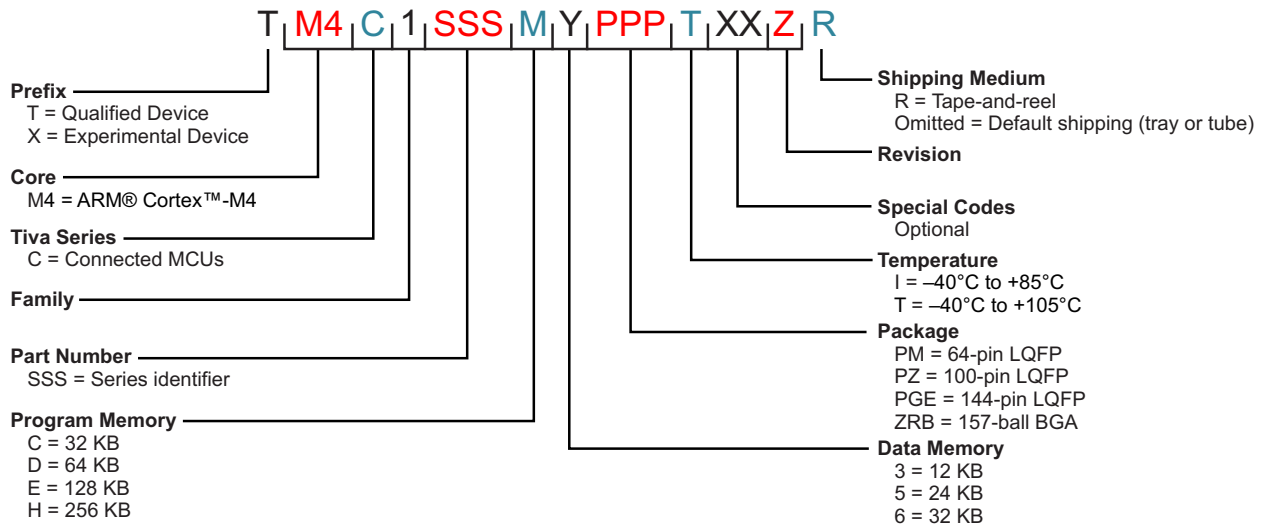 T M4 C 1 SSS M Y PPP T XX Z R
Prefix
T = Qualified Device
X = Experimental Device
Core
M4 = ARM® Cortex™-M4
Tiva Series
C = Connected MCUs
Family
Part Number
SSS = Series identifier
Program Memory
C = 32 KB
D = 64 KB
E = 128 KB
H = 256 KB
Shipping Medium
R = Tape-and-reel
Omitted = Default shipping (tray or tube)
Revision
Special Codes
Optional
Temperature
I = –40°C to +85°C
T = –40°C to +105°C
Package
PM = 64-pin LQFP
PZ = 100-pin LQFP
PGE = 144-pin LQFP
ZRB = 157-ball BGA
Data Memory
3 = 12 KB
5 = 24 KB
6 = 32 KB